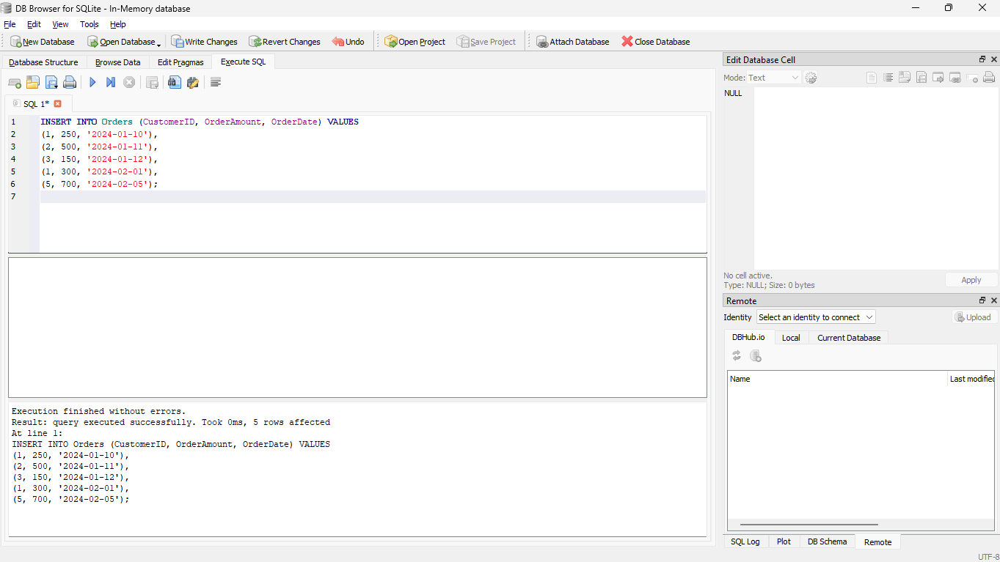 DB Browser for SQLite - In-Memory database
File Edit View Tools Help
New Database Open Database Write Changes Revert Changes Undo Open Project Save Project Attach Database Close Database
Database Structure Browse Data Edit Pragmas Execute SQL
SQL 1*
1 INSERT INTO Orders (CustomerID, OrderAmount, OrderDate) VALUES
2 (1, 250, '2024-01-10'),
3 (2, 500, '2024-01-11'),
4 (3, 150, '2024-01-12'),
5 (1, 300, '2024-02-01'),
6 (5, 700, '2024-02-05');
7
Execution finished without errors.
Result: query executed successfully. Took 0ms, 5 rows affected
At line 1:
INSERT INTO Orders (CustomerID, OrderAmount, OrderDate) VALUES
(1, 250, '2024-01-10'),
(2, 500, '2024-01-11'),
(3, 150, '2024-01-12'),
(1, 300, '2024-02-01'),
(5, 700, '2024-02-05');
Edit Database Cell
Mode: Text
NULL
No cell active.
Type: NULL; Size: 0 bytes
Apply
Remote
Identity Select an identity to connect Upload
DBHub.io Local Current Database
Name Last modified
SQL Log Plot DB Schema Remote
UTF-8